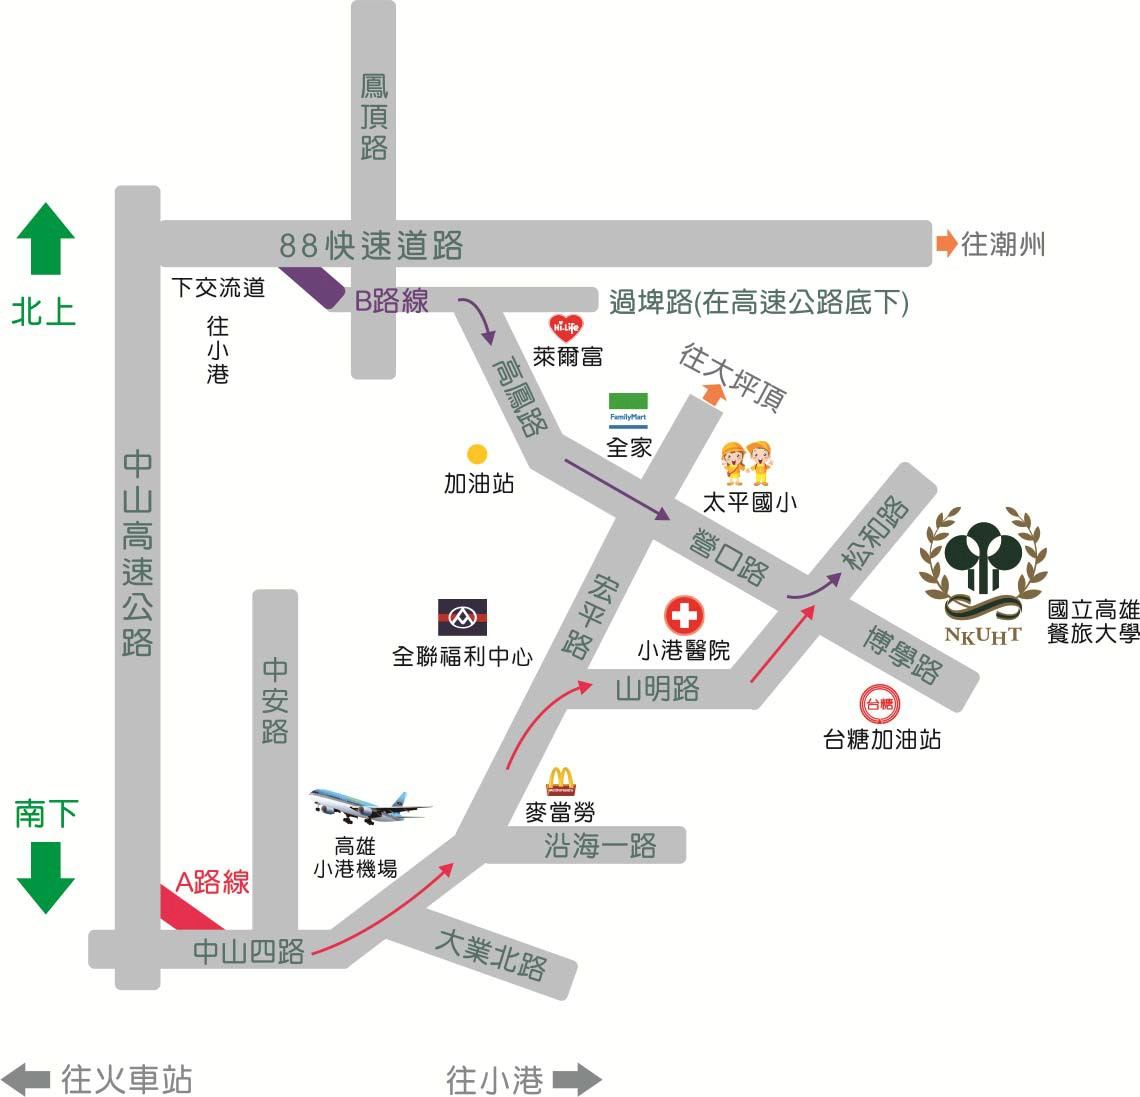 鳳頂路
88快速道路
往潮州
北上
下交流道
往小港
B路線
過埤路(在高速公路底下)
Hi-Life
萊爾富
高鳳路
往大坪頂
FamilyMart
全家
加油站
太平國小
中山高速公路
營口路
松和路
NKUHT
國立高雄
餐旅大學
宏平路
全聯福利中心
小港醫院
博學路
中安路
山明路
台糖
台糖加油站
南下
麥當勞
高雄
小港機場
沿海一路
A路線
中山四路
大業北路
往火車站
往小港